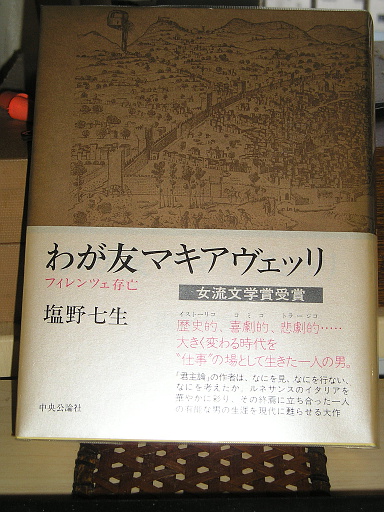 わが友マキアヴェッリ
フィレンツェ存亡
女流文学賞受賞
塩野七生
イストーリコ コミコ トラージコ
歴史的、喜劇的、悲劇的……
大きく変わる時代を
"仕事"の場として生きた一人の男。
『君主論』の作者は、なにを見、なにを行ない、
なにを考えたか。ルネサンスのイタリアを
華やかに彩り、その終焉に立ち合った一人
の有能な男の生涯を現代に甦らせる大作
中央公論社